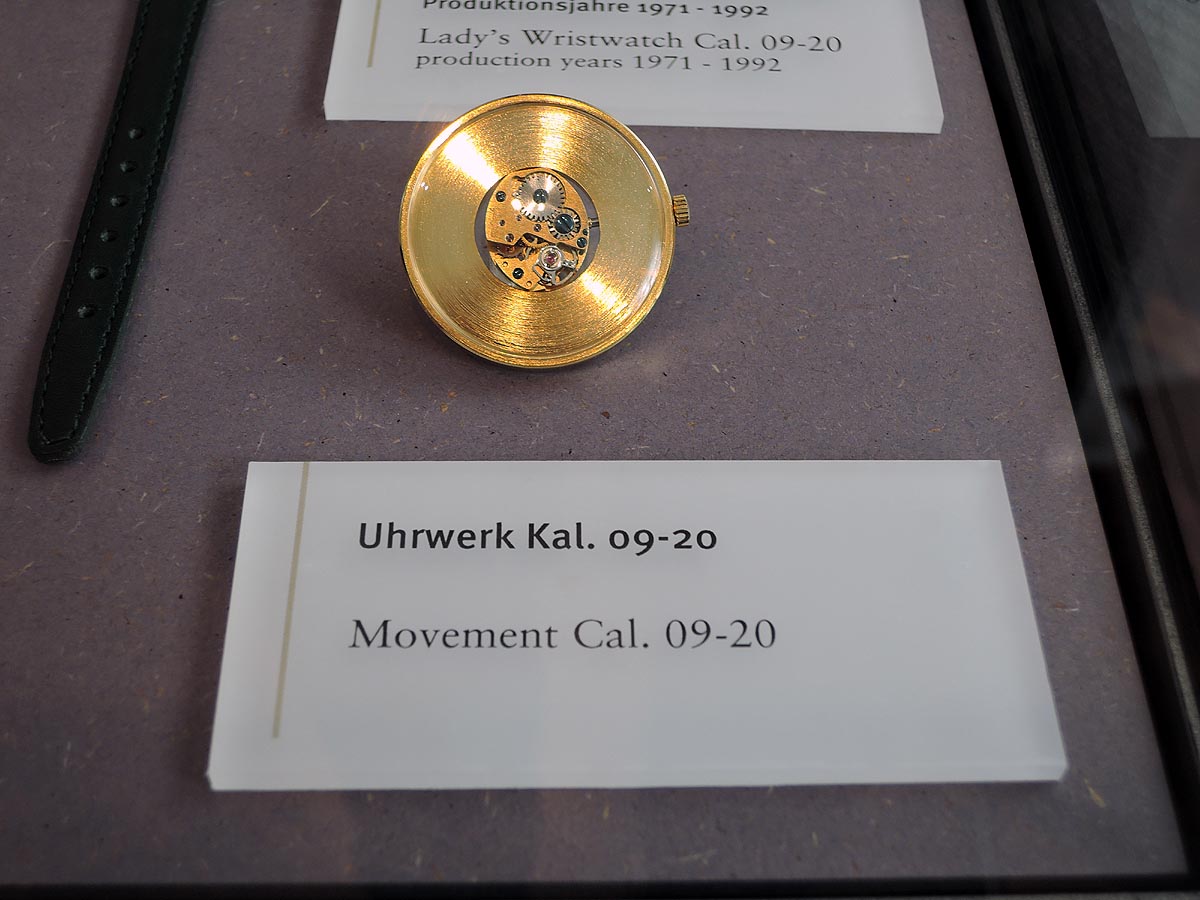 Produktionsjahre 1971 - 1992
Lady's Wristwatch Cal. 09-20
production years 1971 - 1992
Uhrwerk Kal. 09-20
Movement Cal. 09-20